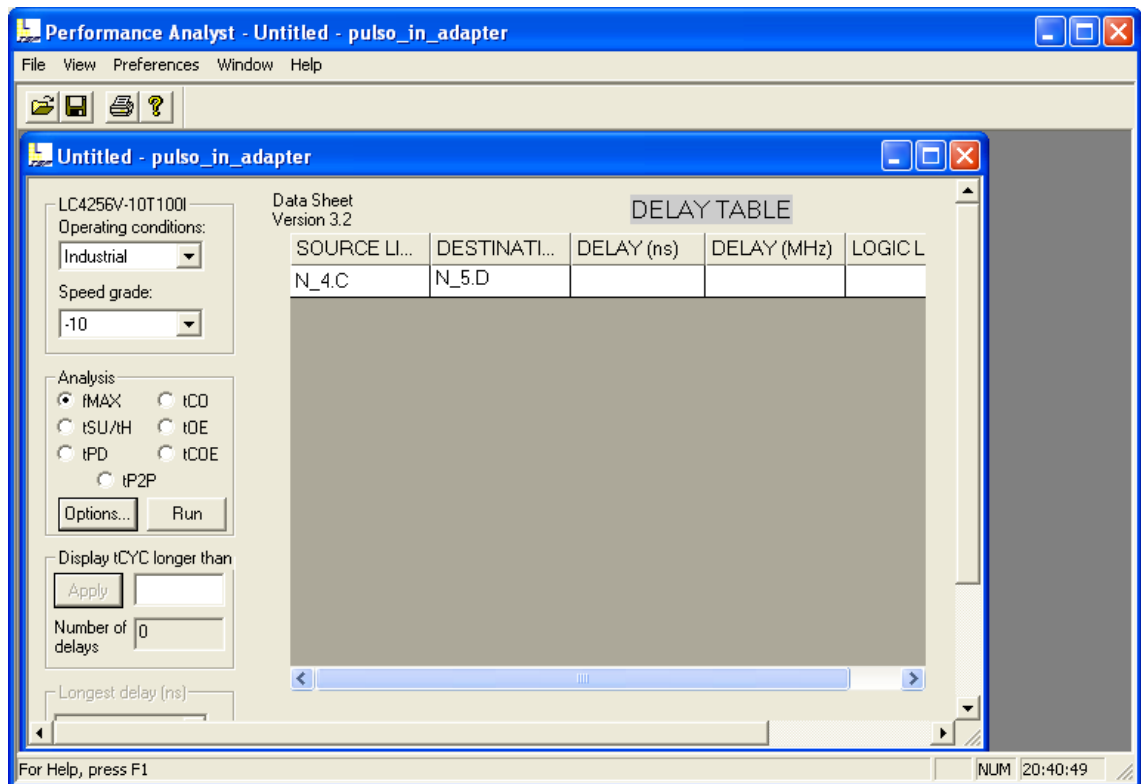 Performance Analyst - Untitled - pulso_in_adapter
File View Preferences Window Help
Untitled - pulso_in_adapter
LC4256V-10T100I
Operating conditions:
Industrial
Speed grade:
-10
Analysis
fMAX tCO
tSU/tH tOE
tPD tCOE
tP2P
Options... Run
Display tCYC longer than
Apply
Number of delays 0
Longest delay (ns)
Data Sheet
Version 3.2
DELAY TABLE
SOURCE LI... DESTINATI... DELAY (ns) DELAY (MHz) LOGIC L
N_4.C N_5.D
For Help, press F1 NUM 20:40:49